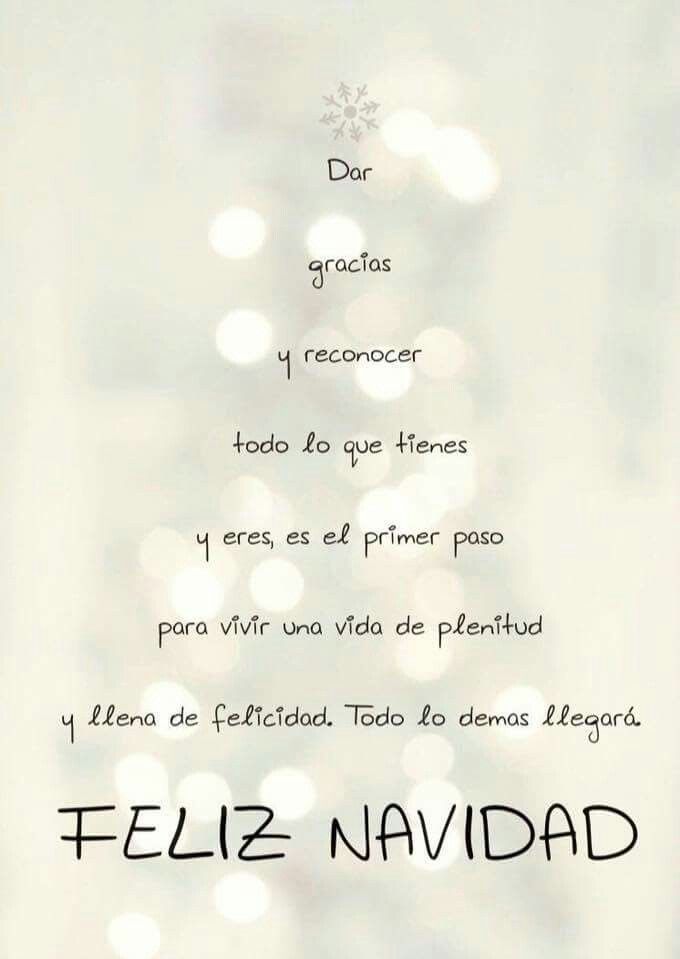 Dar
gracias
y reconocer
todo lo que tienes
y eres, es el primer paso
para vivir una vida de plenitud
y llena de felicidad. Todo lo demas llegará.
FELIZ NAVIDAD